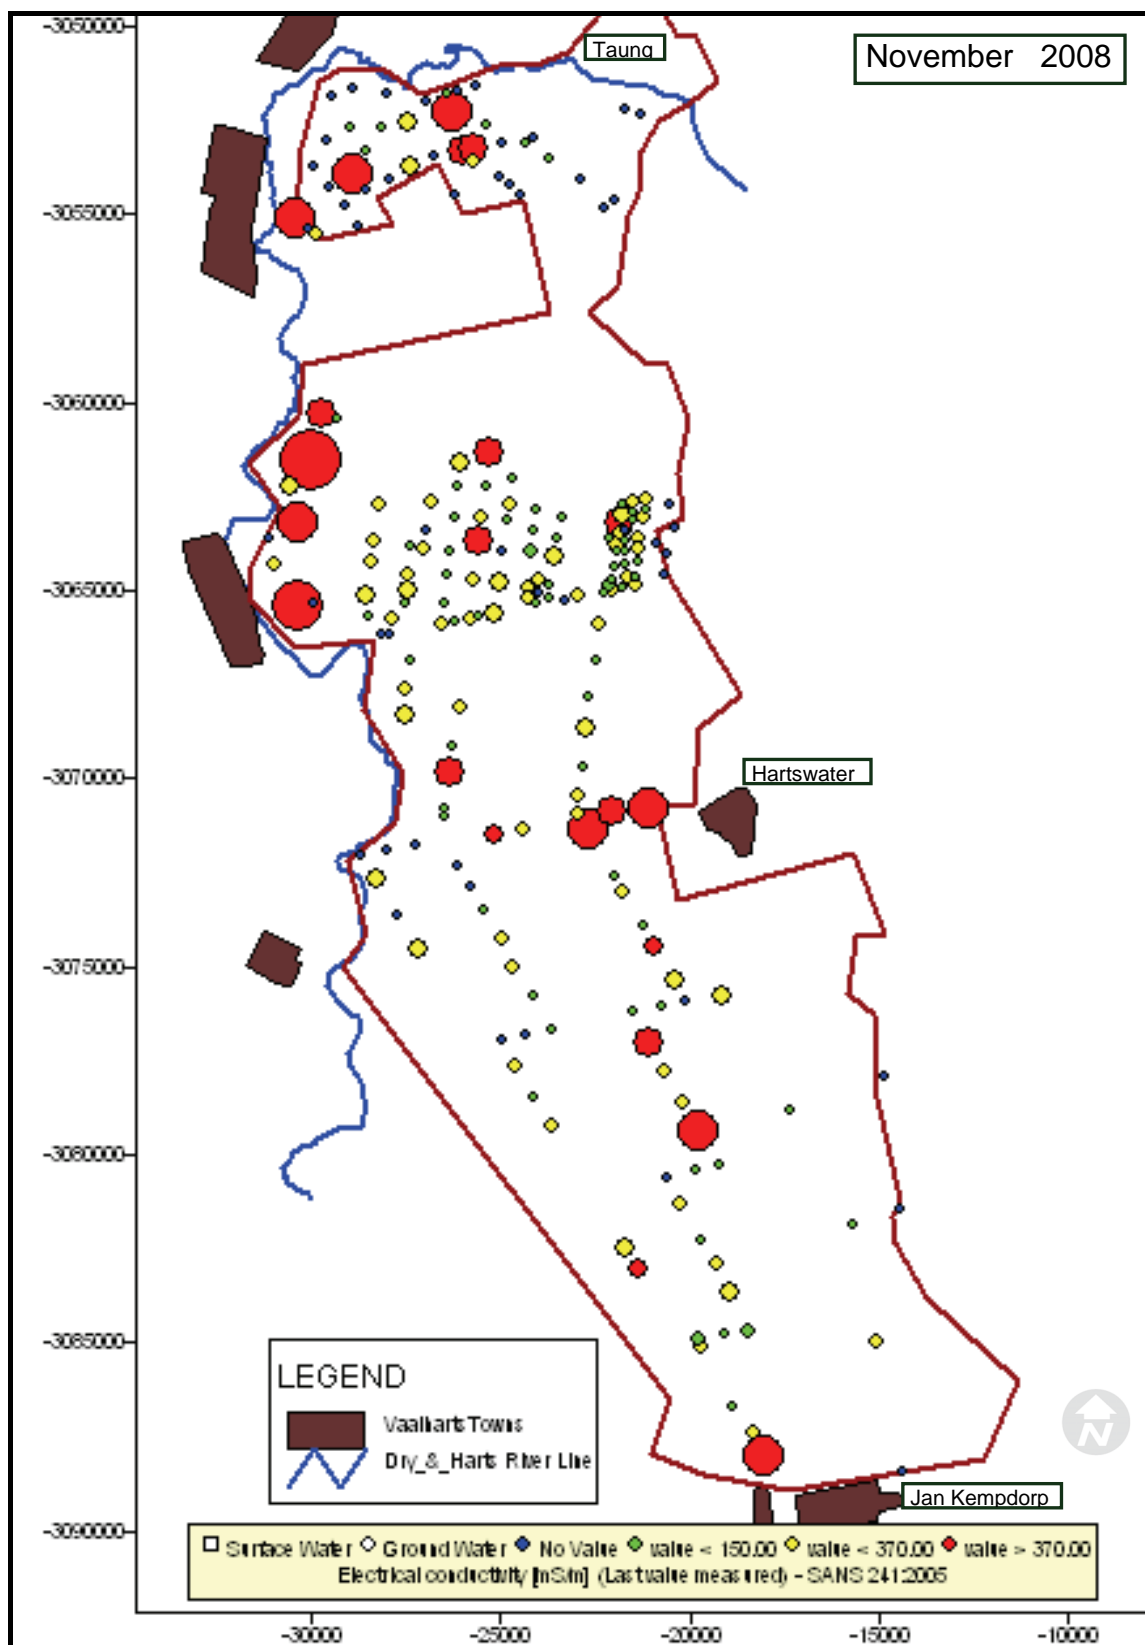 -3050000
Taung
November 2008
-3055000
-3060000
-3065000
-3070000
Hartswater
-3075000
-3080000
-3085000
LEGEND
Vaalharts Towns
Dry_&_Harts River Line
N
Jan Kempdorp
-3090000
Surface Water Ground Water No Value value < 150.00 value < 370.00 value > 370.00
Electrical conductivity [mS/m] (Last value measured) - SANS 241:2005
-30000 -25000 -20000 -15000 -10000